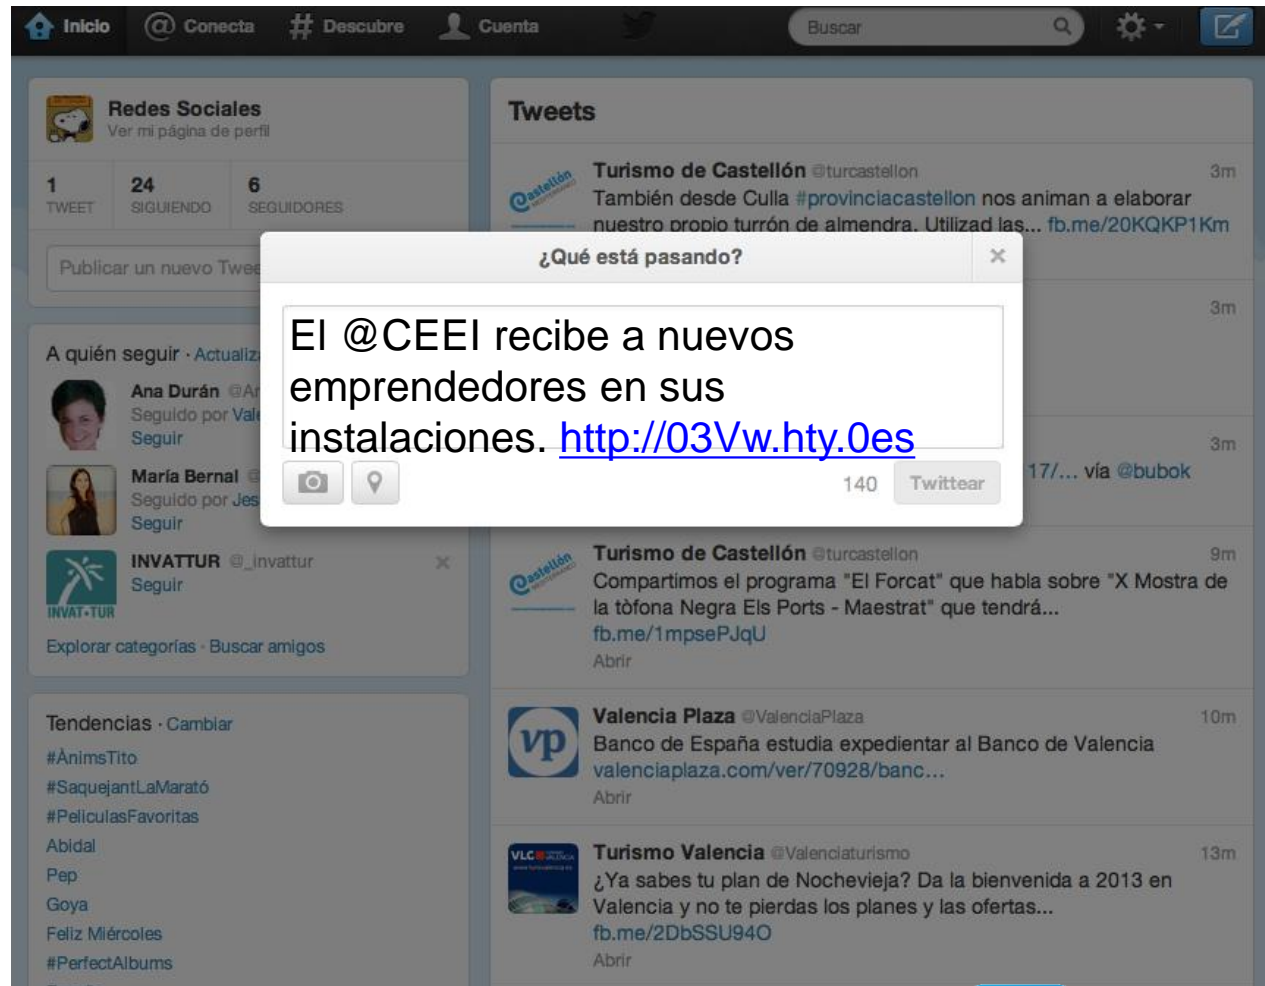 Inicio @ Conecta # Descubre Cuenta Buscar
Redes Sociales
Ver mi página de perfil
1 24 6
TWEET SIGUIENDO SEGUIDORES
Publicar un nuevo Twee
A quién seguir · Actualiz
Ana Durán @Ar
Seguido por Vale
Seguir
María Bernal @
Seguido por Jes
Seguir
INVATTUR @_invattur
Seguir
INVAT·TUR
Explorar categorías · Buscar amigos
Tendencias · Cambiar
#ÀnimsTito
#SaquejantLaMarató
#PeliculasFavoritas
Abidal
Pep
Goya
Feliz Miércoles
#PerfectAlbums
¿Qué está pasando?
El @CEEI recibe a nuevos
emprendedores en sus
instalaciones. http://03Vw.hty.0es
140 Twittear
Tweets
Turismo de Castellón @turcastellon 3m
También desde Culla #provinciacastellon nos animan a elaborar
nuestro propio turrón de almendra. Utilizad las... fb.me/20KQKP1Km
3m
3m
17/... vía @bubok
Turismo de Castellón @turcastellon 9m
Compartimos el programa "El Forcat" que habla sobre "X Mostra de
la tòfona Negra Els Ports - Maestrat" que tendrá...
fb.me/1mpsePJqU
Abrir
vp
Valencia Plaza @ValenciaPlaza 10m
Banco de España estudia expedientar al Banco de Valencia
valenciaplaza.com/ver/70928/banc...
Abrir
VLC
Turismo Valencia @Valenciaturismo 13m
¿Ya sabes tu plan de Nochevieja? Da la bienvenida a 2013 en
Valencia y no te pierdas los planes y las ofertas...
fb.me/2DbSSU94O
Abrir